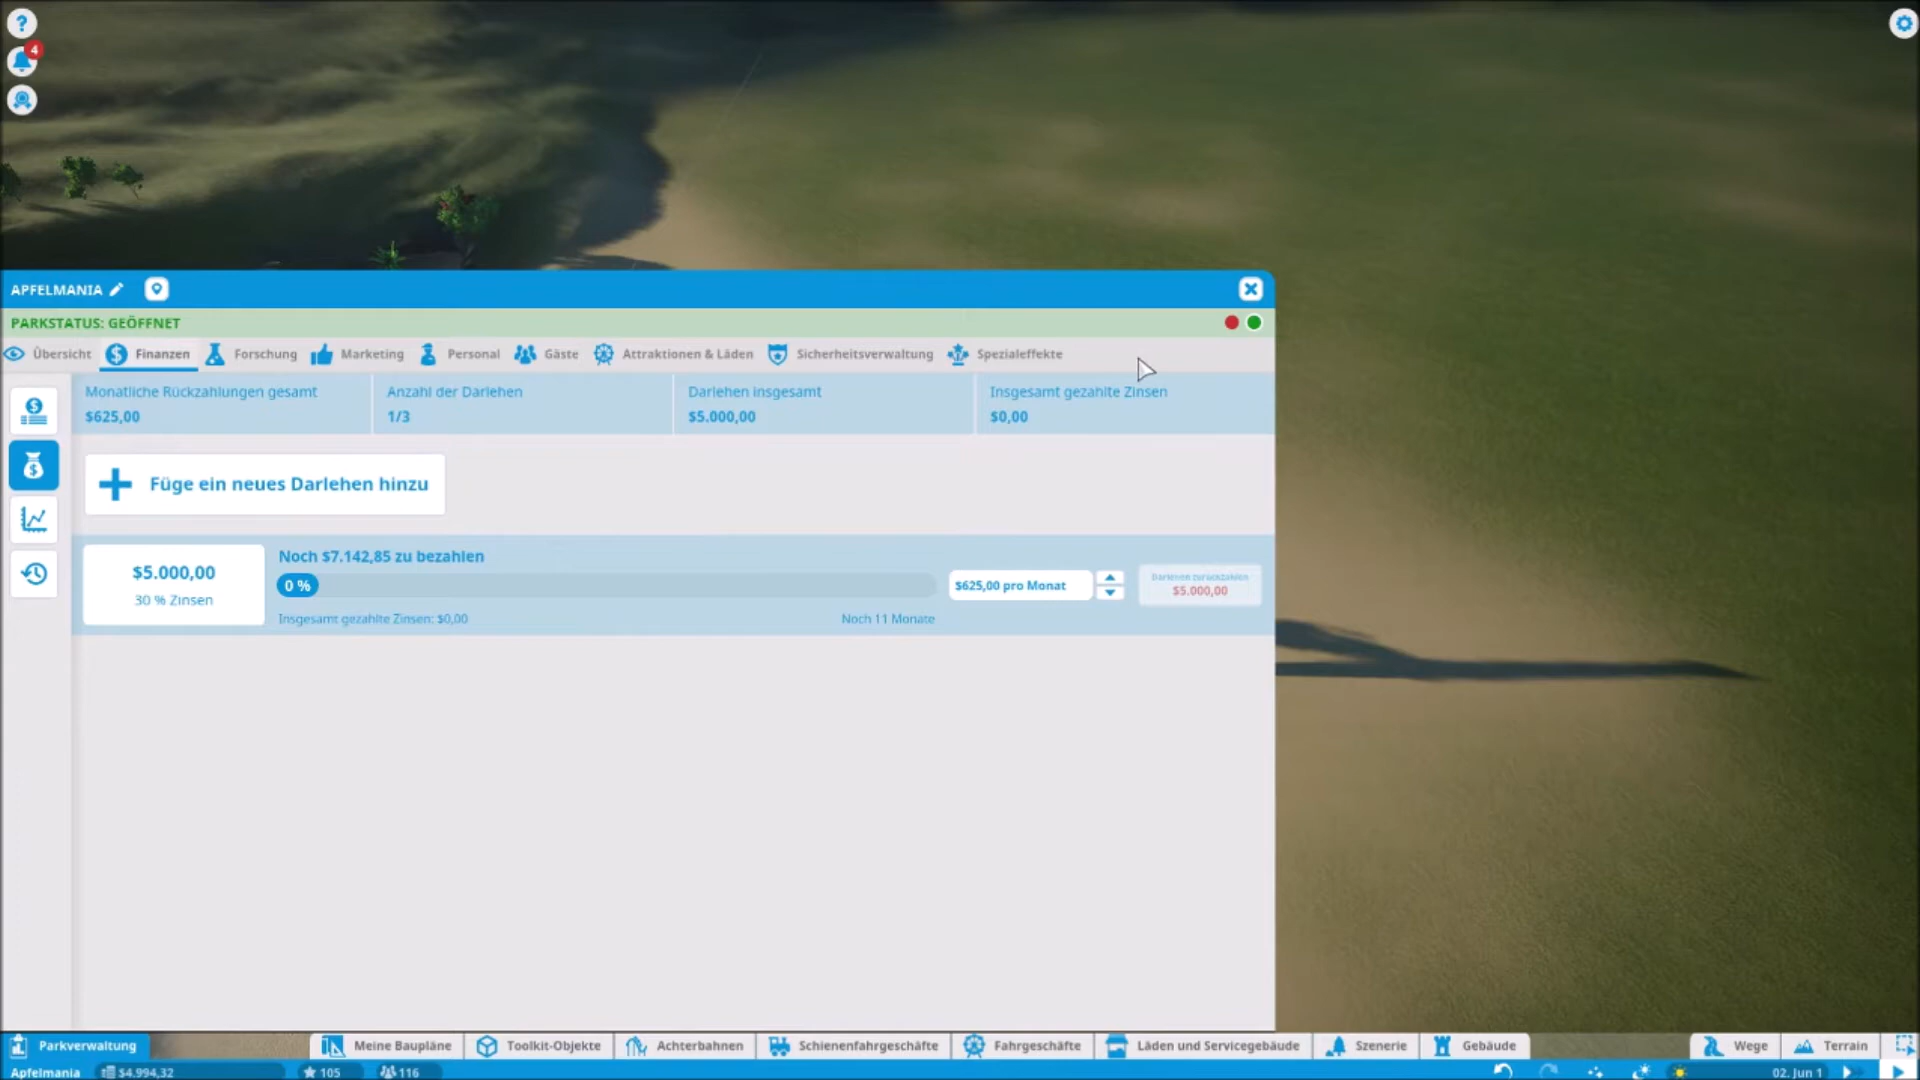 ?
4
APFELMANIA
PARKSTATUS: GEÖFFNET
Übersicht
Finanzen
Forschung
Marketing
Personal
Gäste
Attraktionen & Läden
Sicherheitsverwaltung
Spezialeffekte
Monatliche Rückzahlungen gesamt
$625,00
Anzahl der Darlehen
1/3
Darlehen insgesamt
$5.000,00
Insgesamt gezahlte Zinsen
$0,00
Füge ein neues Darlehen hinzu
$5.000,00
30 % Zinsen
Noch $7.142,85 zu bezahlen
0 %
Insgesamt gezahlte Zinsen: $0,00
Noch 11 Monate
$625,00 pro Monat
Darlehen zurückzahlen
$5.000,00
Parkverwaltung
Meine Baupläne
Toolkit-Objekte
Achterbahnen
Schienenfahrgeschäfte
Fahrgeschäfte
Läden und Servicegebäude
Szenerie
Gebäude
Wege
Terrain
Apfelmania
$4.994,32
105
116
02. Jun 1